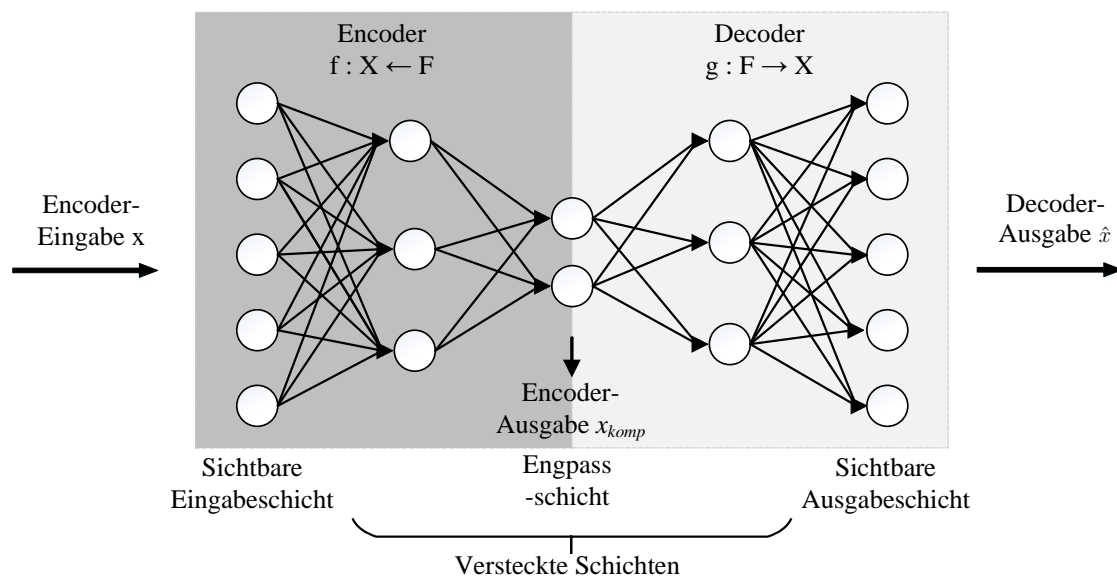 Encoder
f : X ← F
Decoder
g : F → X
Encoder-
Eingabe x
Decoder-
Ausgabe x̂
Encoder-
Ausgabe x_komp
Sichtbare
Eingabeschicht
Engpass
-schicht
Sichtbare
Ausgabeschicht
Versteckte Schichten